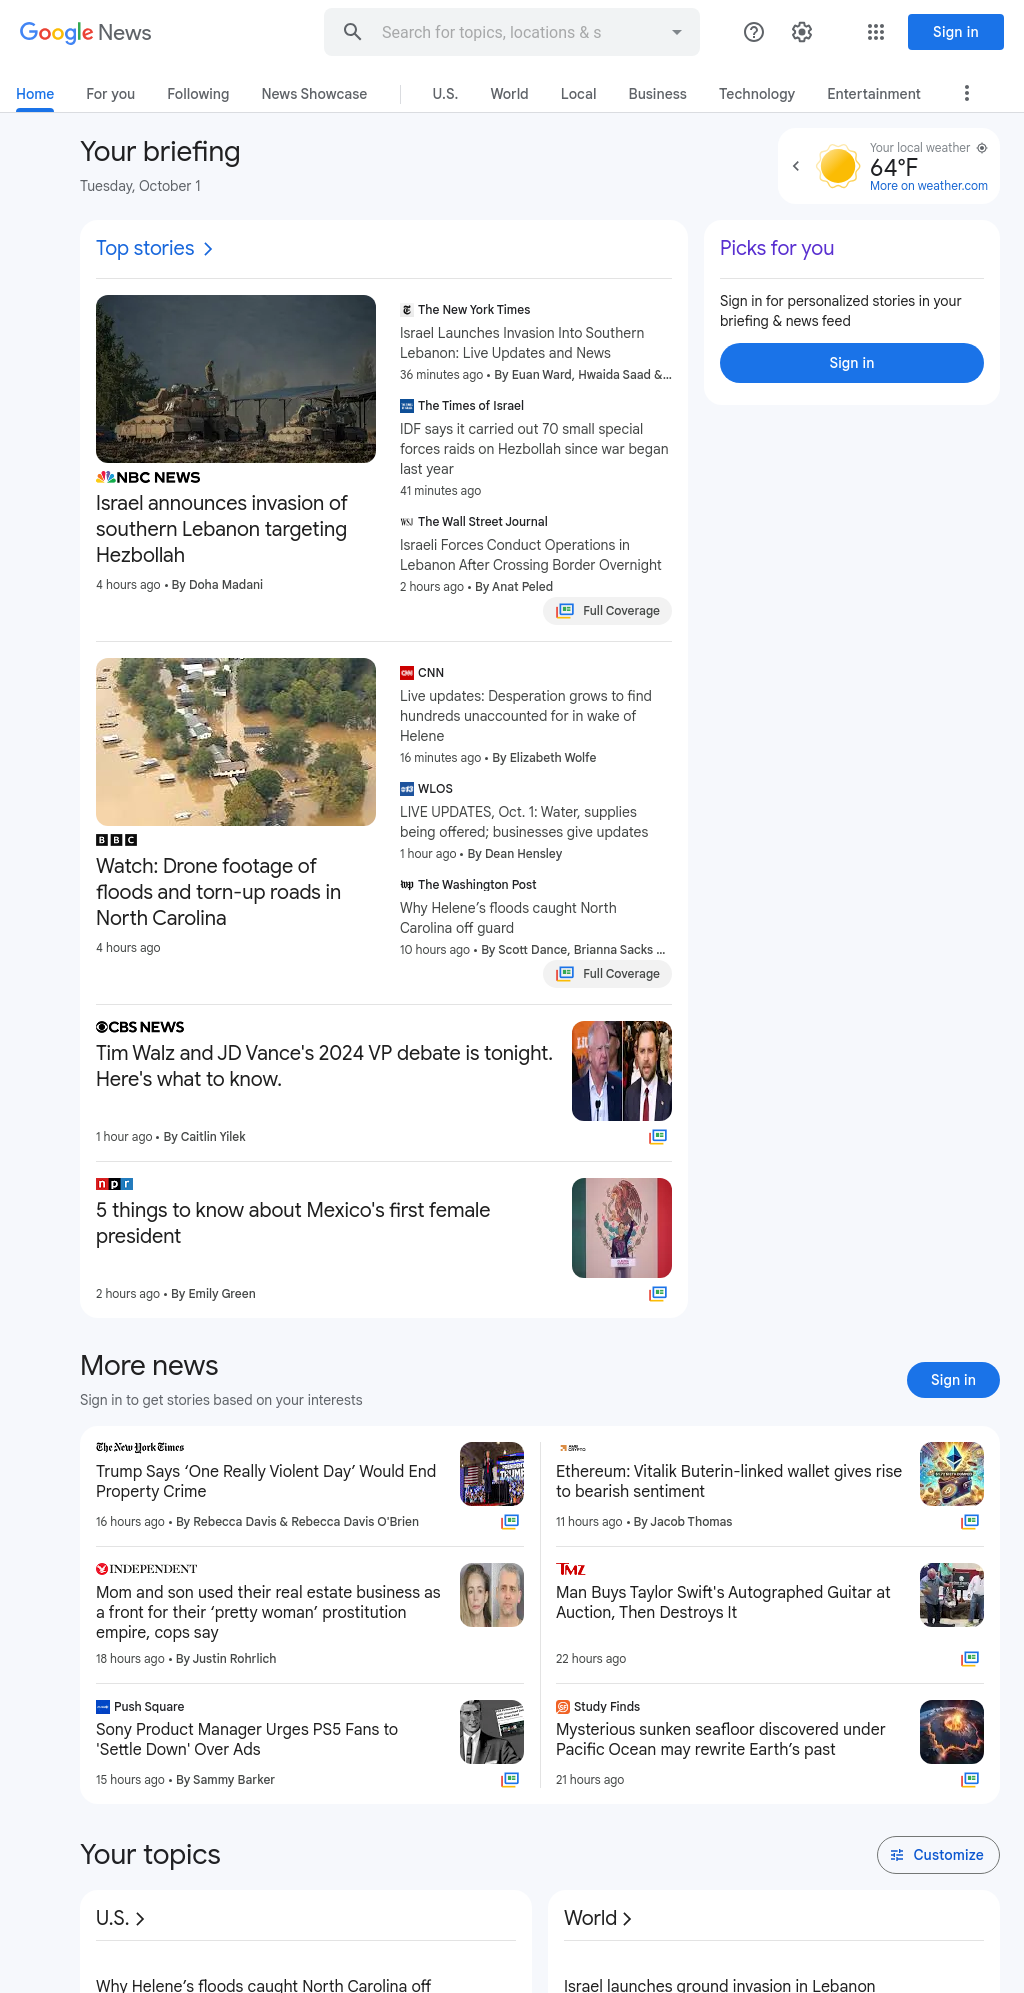 Google News
Search for topics, locations & s
Sign in
Home
For you
Following
News Showcase
U.S.
World
Local
Business
Technology
Entertainment
Your briefing
Tuesday, October 1
Your local weather
64°F
More on weather.com
Top stories
NBC NEWS
Israel announces invasion of
southern Lebanon targeting
Hezbollah
4 hours ago • By Doha Madani
The New York Times
Israel Launches Invasion Into Southern
Lebanon: Live Updates and News
36 minutes ago • By Euan Ward, Hwaida Saad &...
The Times of Israel
IDF says it carried out 70 small special
forces raids on Hezbollah since war began
last year
41 minutes ago
WSJ The Wall Street Journal
Israeli Forces Conduct Operations in
Lebanon After Crossing Border Overnight
2 hours ago • By Anat Peled
Full Coverage
Picks for you
Sign in for personalized stories in your
briefing & news feed
Sign in
BBC
Watch: Drone footage of
floods and torn-up roads in
North Carolina
4 hours ago
CNN
Live updates: Desperation grows to find
hundreds unaccounted for in wake of
Helene
16 minutes ago • By Elizabeth Wolfe
WLOS
LIVE UPDATES, Oct. 1: Water, supplies
being offered; businesses give updates
1 hour ago • By Dean Hensley
wp The Washington Post
Why Helene’s floods caught North
Carolina off guard
10 hours ago • By Scott Dance, Brianna Sacks ...
Full Coverage
CBS NEWS
Tim Walz and JD Vance's 2024 VP debate is tonight.
Here's what to know.
1 hour ago • By Caitlin Yilek
npr
5 things to know about Mexico's first female
president
2 hours ago • By Emily Green
More news
Sign in to get stories based on your interests
Sign in
The New York Times
Trump Says ‘One Really Violent Day’ Would End
Property Crime
16 hours ago • By Rebecca Davis & Rebecca Davis O'Brien
Ethereum: Vitalik Buterin-linked wallet gives rise
to bearish sentiment
11 hours ago • By Jacob Thomas
INDEPENDENT
Mom and son used their real estate business as
a front for their ‘pretty woman’ prostitution
empire, cops say
18 hours ago • By Justin Rohrlich
TMZ
Man Buys Taylor Swift's Autographed Guitar at
Auction, Then Destroys It
22 hours ago
Push Square
Sony Product Manager Urges PS5 Fans to
'Settle Down' Over Ads
15 hours ago • By Sammy Barker
Study Finds
Mysterious sunken seafloor discovered under
Pacific Ocean may rewrite Earth’s past
21 hours ago
Your topics
Customize
U.S.
World
Why Helene’s floods caught North Carolina off
Israel launches ground invasion in Lebanon